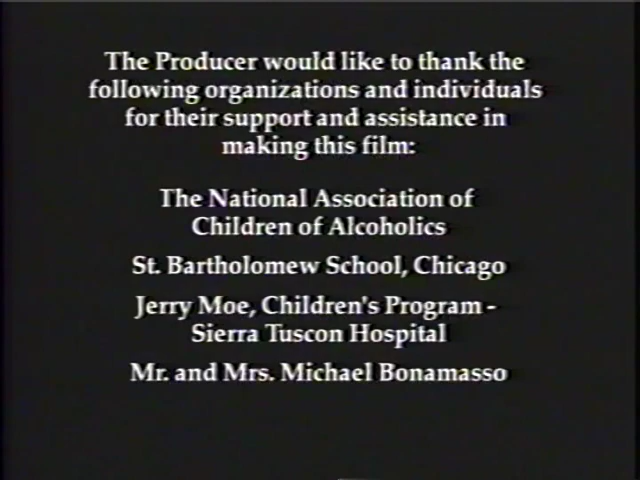 The Producer would like to thank the
following organizations and individuals
for their support and assistance in
making this film:
The National Association of
Children of Alcoholics
St. Bartholomew School, Chicago
Jerry Moe, Children's Program -
Sierra Tuscon Hospital
Mr. and Mrs. Michael Bonamasso